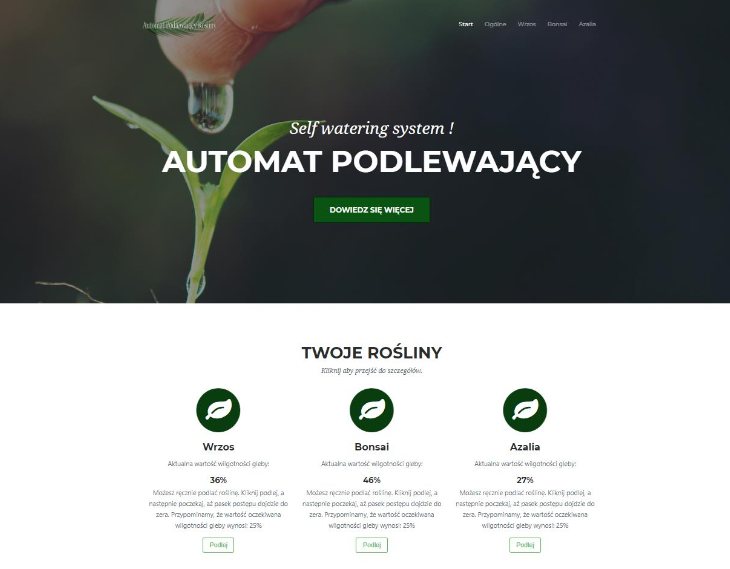 Automat Podlewający Rośliny
Start Ogólne Wrzos Bonsai Azalia
Self watering system !
AUTOMAT PODLEWAJĄCY
DOWIEDZ SIĘ WIĘCEJ
TWOJE ROŚLINY
Kliknij aby przejść do szczegółów.
Wrzos
Aktualna wartość wilgotności gleby:
36%
Możesz ręcznie podlać roślinę. Kliknij podlej, a
następnie poczekaj, aż pasek postępu dojdzie do
zera. Przypominamy, że wartość oczekiwana
wilgotności gleby wynosi: 25%
Podlej
Bonsai
Aktualna wartość wilgotności gleby:
46%
Możesz ręcznie podlać roślinę. Kliknij podlej, a
następnie poczekaj, aż pasek postępu dojdzie do
zera. Przypominamy, że wartość oczekiwana
wilgotności gleby wynosi: 25%
Podlej
Azalia
Aktualna wartość wilgotności gleby:
27%
Możesz ręcznie podlać roślinę. Kliknij podlej, a
następnie poczekaj, aż pasek postępu dojdzie do
zera. Przypominamy, że wartość oczekiwana
wilgotności gleby wynosi: 25%
Podlej